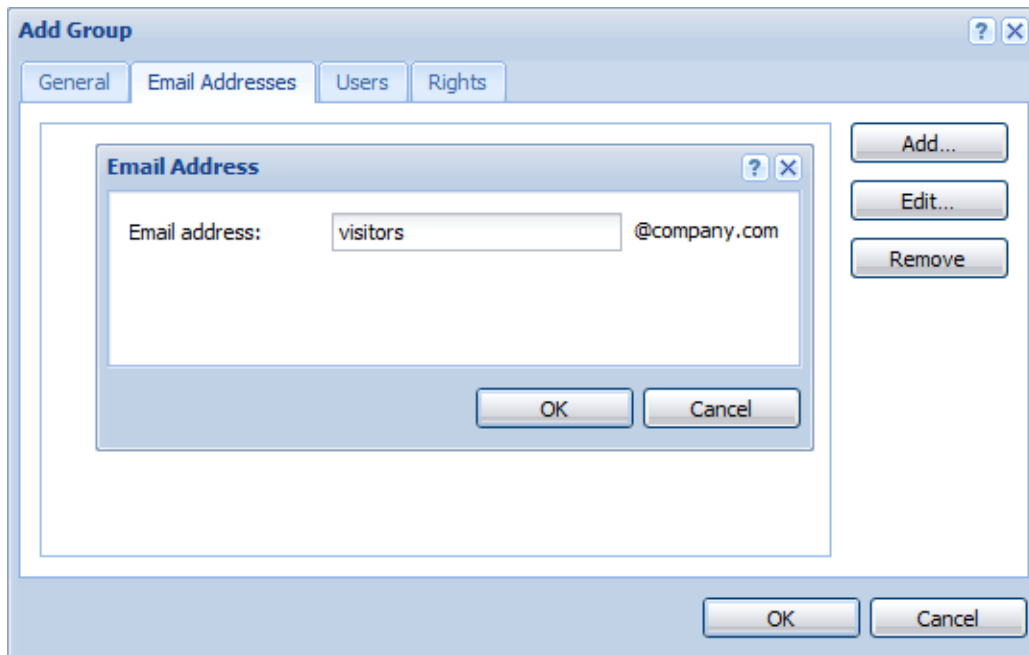 Add Group
General Email Addresses Users Rights
Add...
Email Address
Edit...
Email address: visitors @company.com
Remove
OK Cancel
OK Cancel